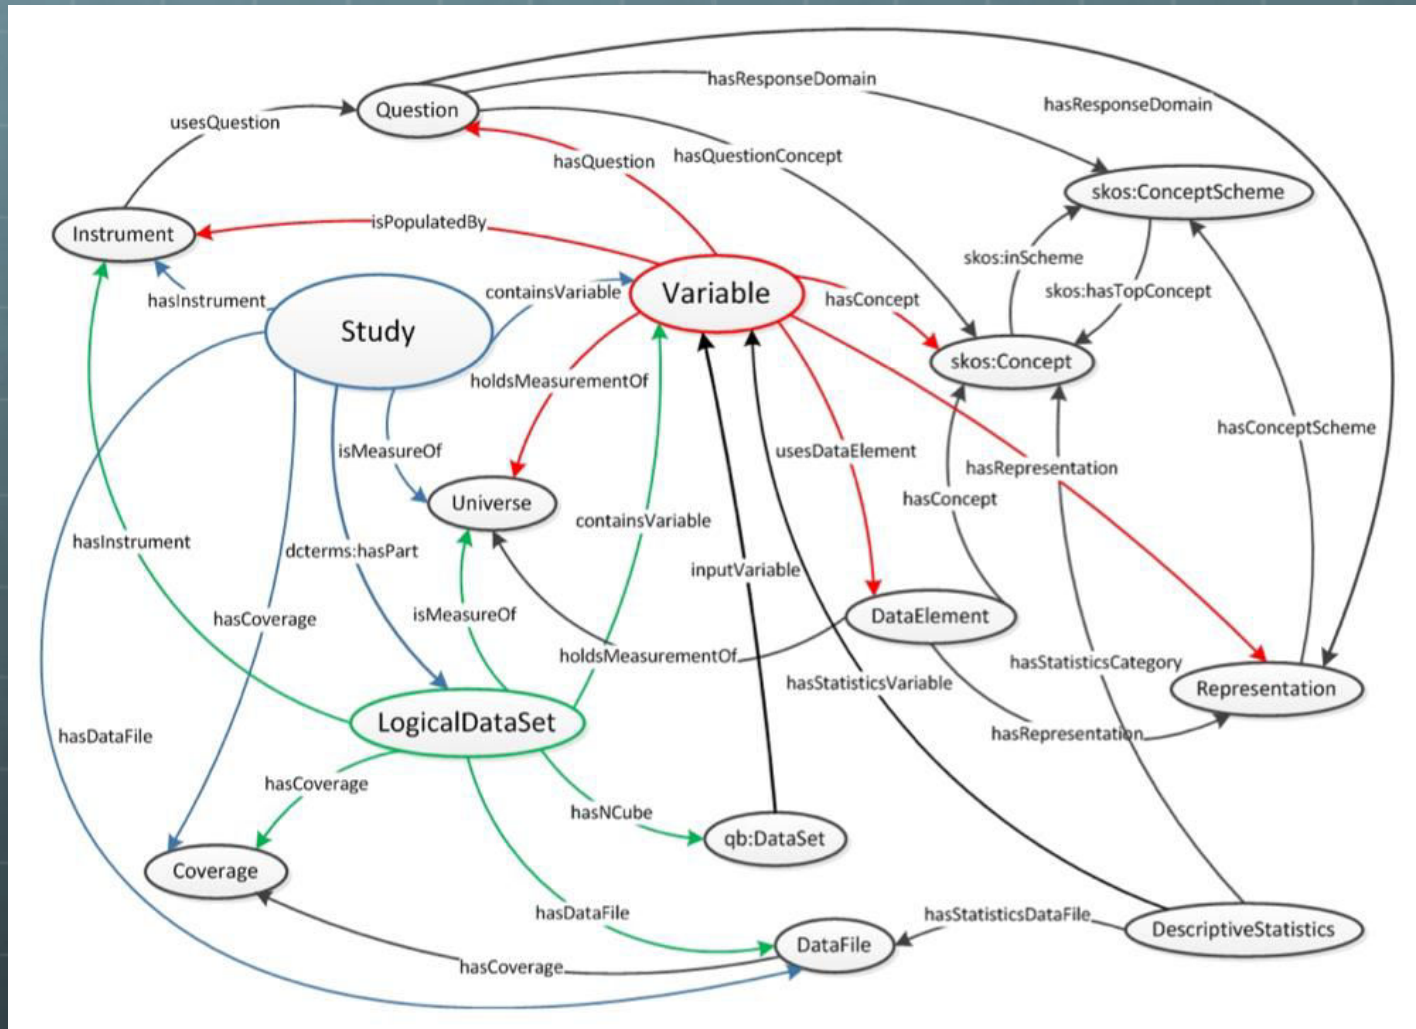 hasResponseDomain
hasResponseDomain
Question
usesQuestion
hasQuestion
hasQuestionConcept
skos:ConceptScheme
isPopulatedBy
Instrument
skos:inScheme
skos:hasTopConcept
hasInstrument
containsVariable
Variable
hasConcept
Study
skos:Concept
holdsMeasurementOf
hasConceptScheme
isMeasureOf
usesDataElement
hasRepresentation
Universe
hasConcept
containsVariable
hasInstrument
dcterms:hasPart
inputVariable
hasCoverage
isMeasureOf
DataElement
holdsMeasurementOf
hasStatisticsCategory
hasStatisticsVariable
Representation
LogicalDataSet
hasDataFile
hasRepresentation
hasCoverage
hasNCube
qb:DataSet
Coverage
hasDataFile
hasStatisticsDataFile
DescriptiveStatistics
DataFile
hasCoverage